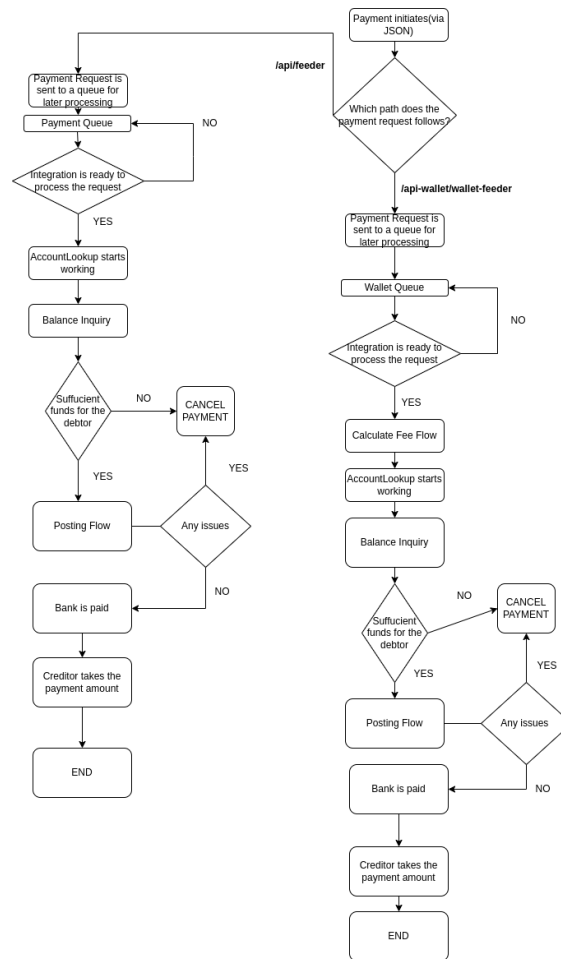 Payment initiates(via
JSON)
/api/feeder
Which path does the
payment request follows?
Payment Request is
sent to a queue for
later processing
Payment Queue
NO
Integration is ready to
process the request
YES
AccountLookup starts
working
Balance Inquiry
Suffucient
funds for the
debtor
NO
CANCEL
PAYMENT
YES
YES
Posting Flow
Any issues
NO
Bank is paid
Creditor takes the
payment amount
END
/api-wallet/wallet-feeder
Payment Request is
sent to a queue for
later processing
Wallet Queue
NO
Integration is ready to
process the request
YES
Calculate Fee Flow
AccountLookup starts
working
Balance Inquiry
Suffucient
funds for the
debtor
NO
CANCEL
PAYMENT
YES
YES
Posting Flow
Any issues
NO
Bank is paid
Creditor takes the
payment amount
END